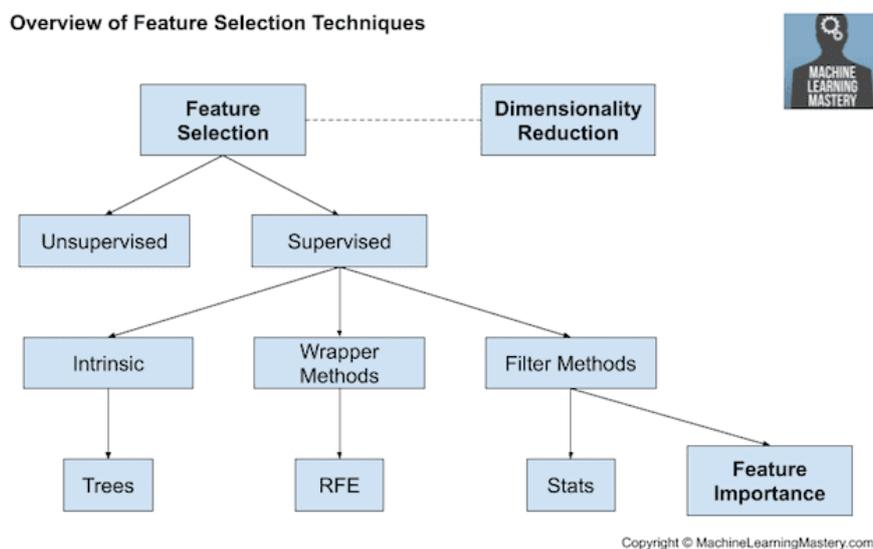 Overview of Feature Selection Techniques
MACHINE
LEARNING
MASTERY
Feature
Selection
Dimensionality
Reduction
Unsupervised
Supervised
Intrinsic
Wrapper
Methods
Filter Methods
Trees
RFE
Stats
Feature
Importance
Copyright © MachineLearningMastery.com